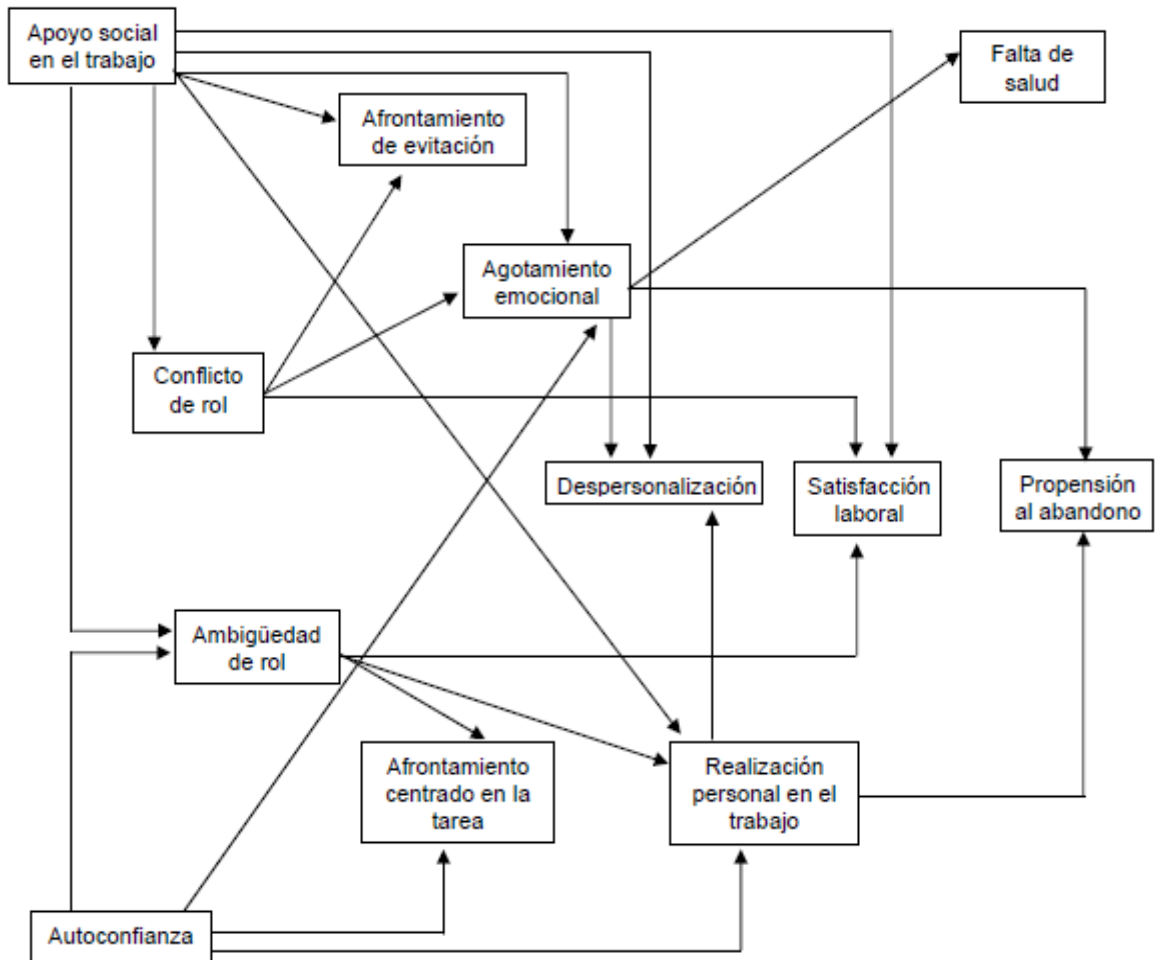 Apoyo social
en el trabajo
Falta de
salud
Afrontamiento
de evitación
Agotamiento
emocional
Conflicto
de rol
Despersonalización
Satisfacción
laboral
Propensión
al abandono
Ambigüedad
de rol
Afrontamiento
centrado en la
tarea
Realización
personal en el
trabajo
Autoconfianza